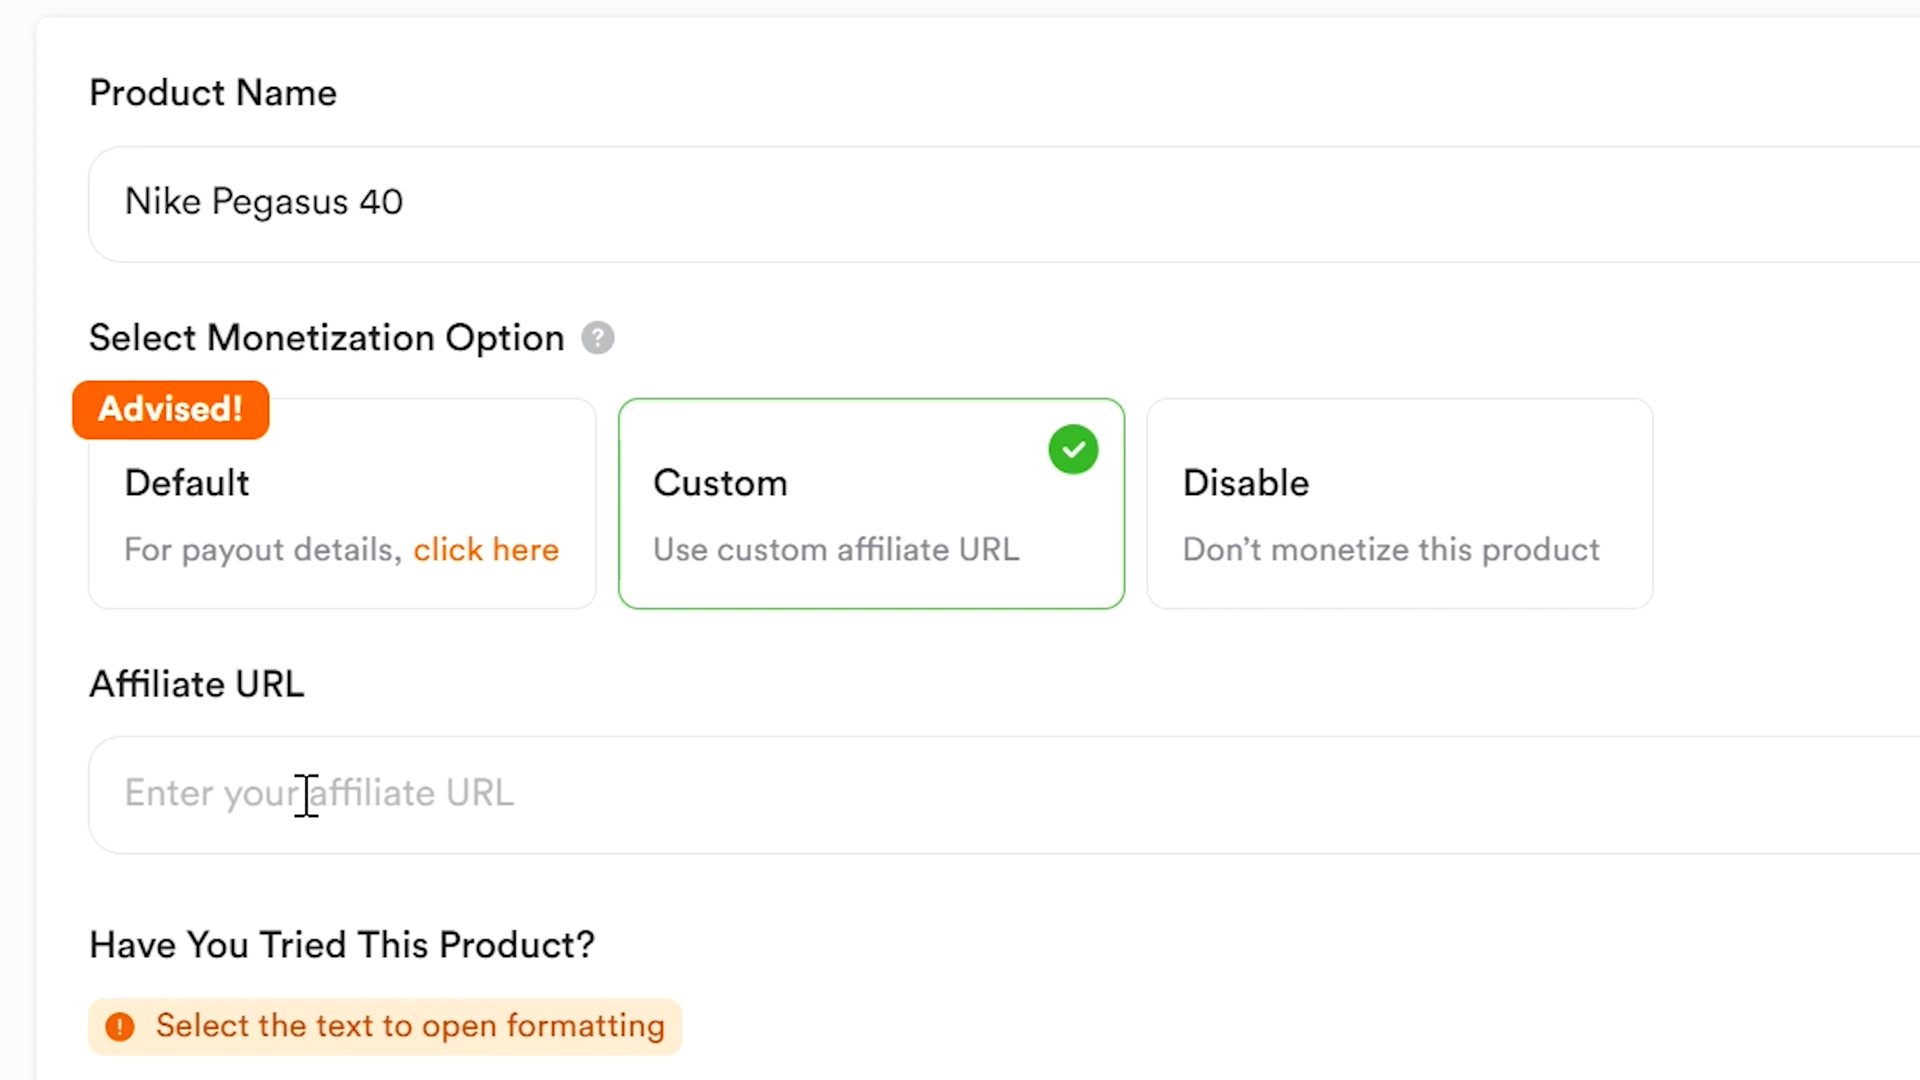 Product Name
Nike Pegasus 40
Select Monetization Option ?
Advised!
Default
For payout details, click here
Custom
Use custom affiliate URL
Disable
Don't monetize this product
Affiliate URL
Enter your affiliate URL
Have You Tried This Product?
Select the text to open formatting